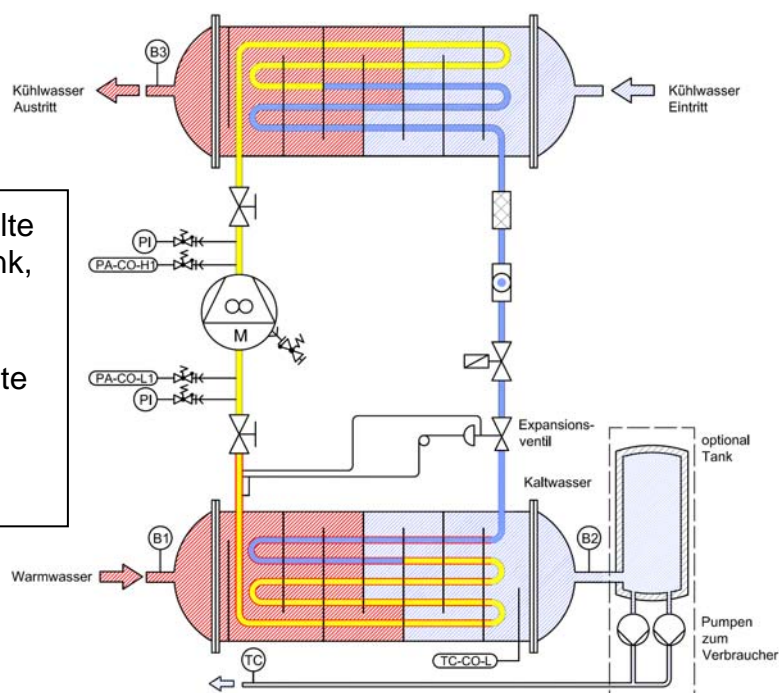 B3
Kühlwasser
Austritt
Kühlwasser
Eintritt
lte
nk,
te
PI
PA-CO-H1
M
PA-CO-L1
PI
Expansions-
ventil
optional
Tank
Kaltwasser
B1
B2
Warmwasser
Pumpen
zum
Verbraucher
TC
TC-CO-L